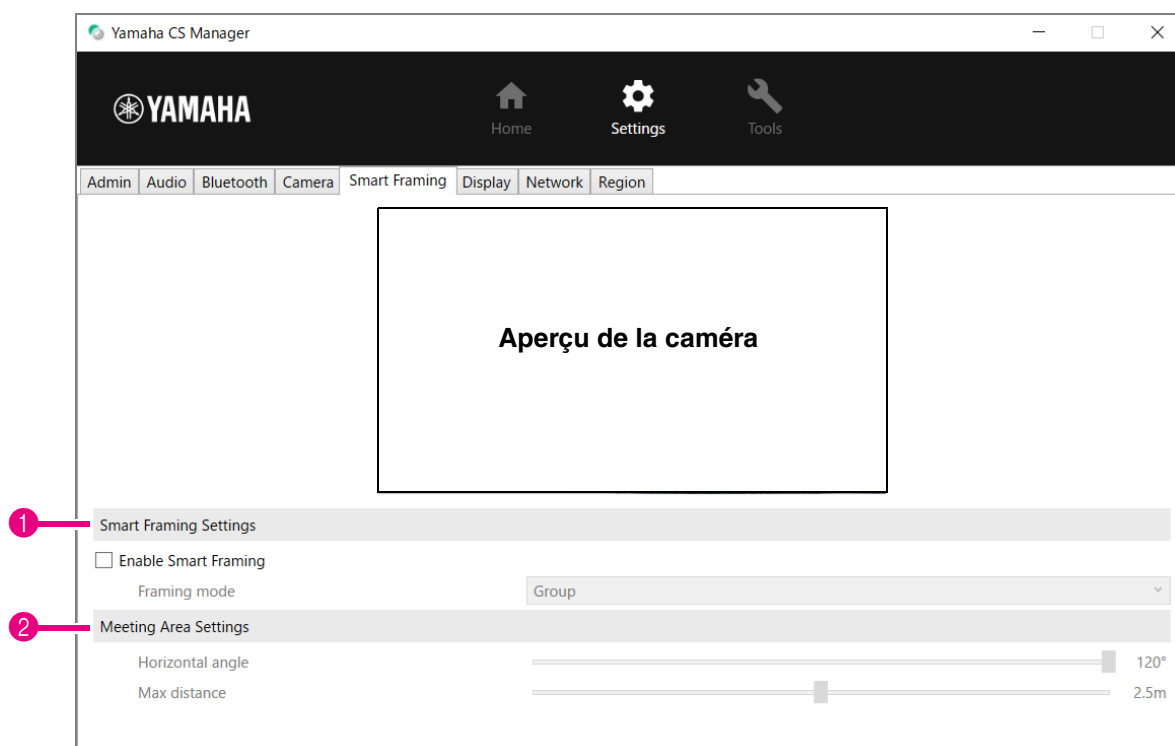 Yamaha CS Manager
YAMAHA
Home Settings Tools
Admin Audio Bluetooth Camera Smart Framing Display Network Region
Aperçu de la caméra
1 Smart Framing Settings
Enable Smart Framing
Framing mode Group
2 Meeting Area Settings
Horizontal angle 120°
Max distance 2.5m